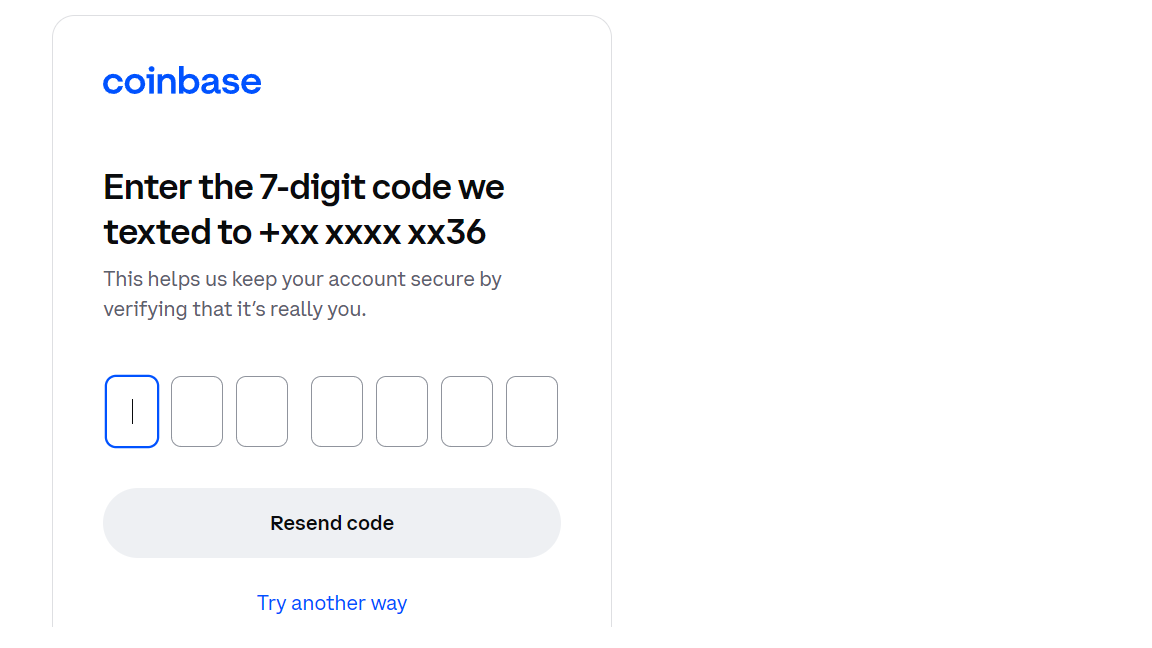 coinbase
Enter the 7-digit code we
texted to +xx xxxx xx36
This helps us keep your account secure by
verifying that it’s really you.
Resend code
Try another way